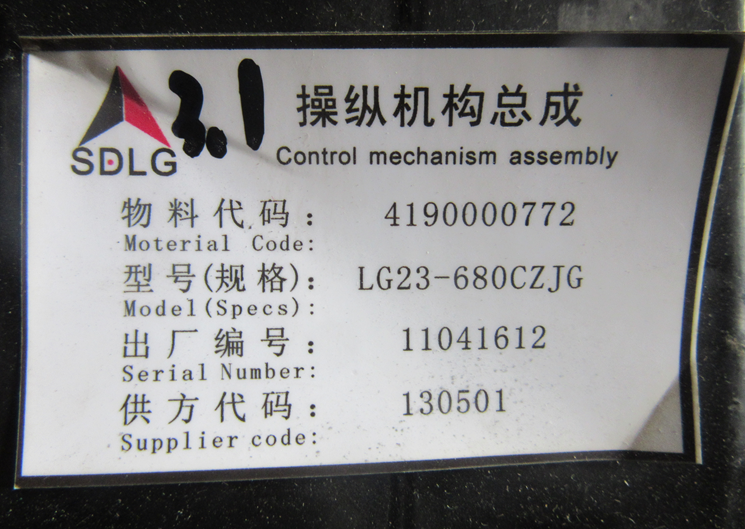 SDLG
3.1
操纵机构总成
Control mechanism assembly
物料代码： 4190000772
Moterial Code:
型号(规格)： LG23-680CZJG
Model(Specs):
出厂编号： 11041612
Serial Number:
供方代码： 130501
Supplier code: